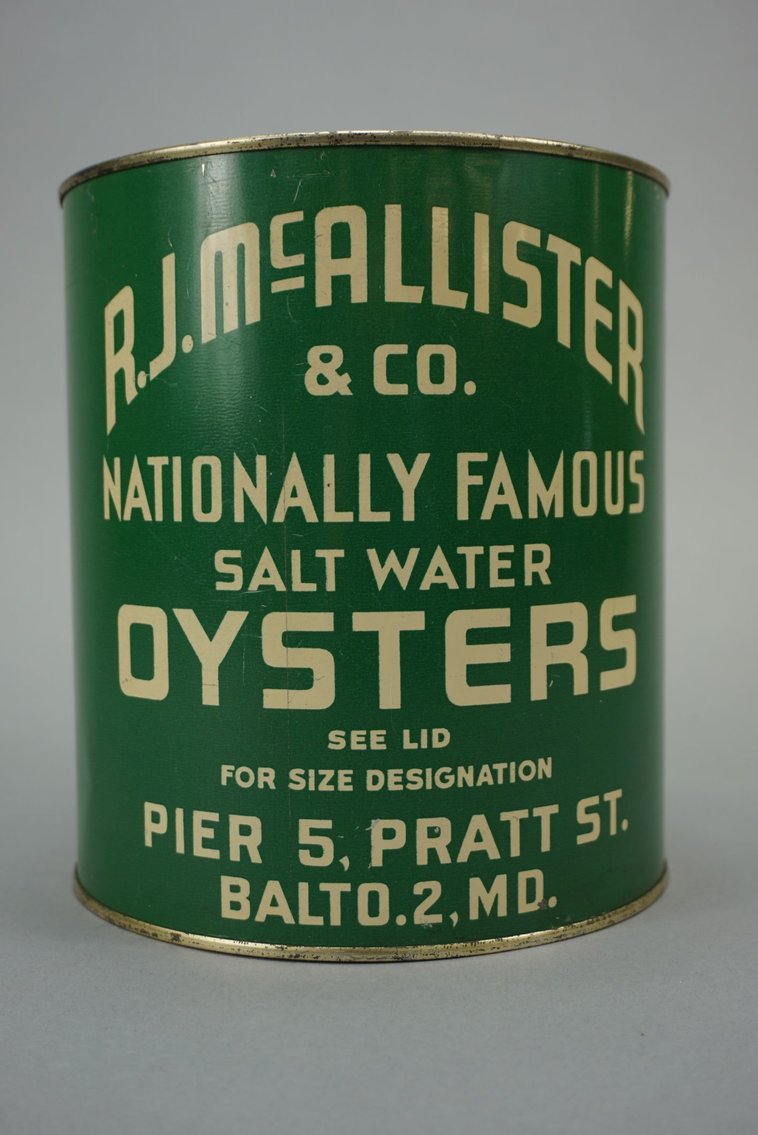 R.J. McALLISTER
& CO.
NATIONALLY FAMOUS
SALT WATER
OYSTERS
SEE LID
FOR SIZE DESIGNATION
PIER 5, PRATT ST.
BALTO. 2, MD.